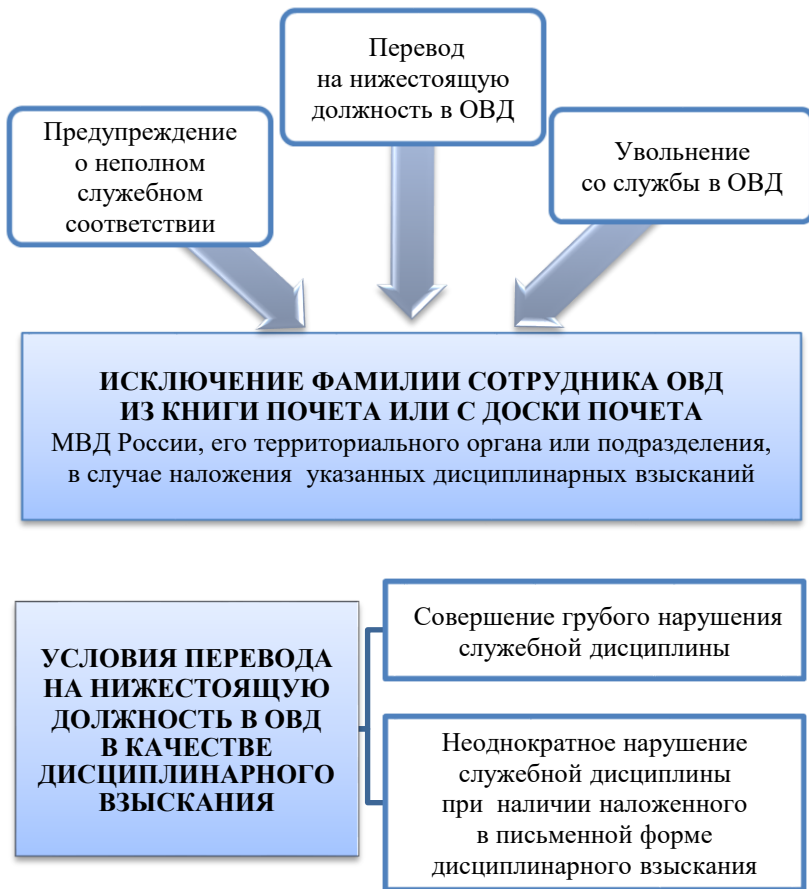 Перевод
на нижестоящую
должность в ОВД
Предупреждение
о неполном
служебном
соответствии
Увольнение
со службы в ОВД
ИСКЛЮЧЕНИЕ ФАМИЛИИ СОТРУДНИКА ОВД
ИЗ КНИГИ ПОЧЕТА ИЛИ С ДОСКИ ПОЧЕТА
МВД России, его территориального органа или подразделения,
в случае наложения указанных дисциплинарных взысканий
УСЛОВИЯ ПЕРЕВОДА
НА НИЖЕСТОЯЩУЮ
ДОЛЖНОСТЬ В ОВД
В КАЧЕСТВЕ
ДИСЦИПЛИНАРНОГО
ВЗЫСКАНИЯ
Совершение грубого нарушения
служебной дисциплины
Неоднократное нарушение
служебной дисциплины
при наличии наложенного
в письменной форме
дисциплинарного взыскания